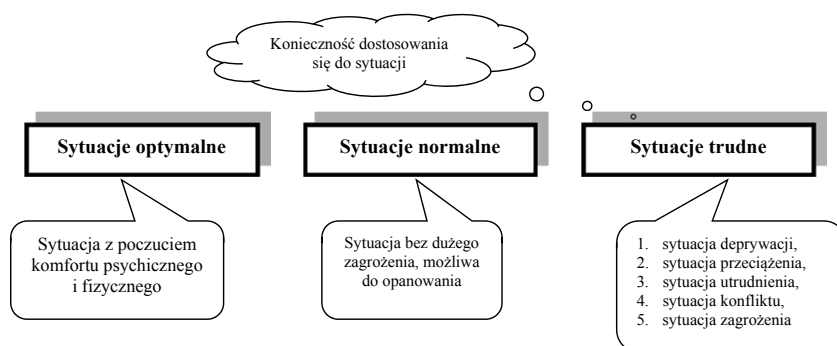 Konieczność dostosowania
się do sytuacji
Sytuacje optymalne
Sytuacje normalne
Sytuacje trudne
Sytuacja z poczuciem
komfortu psychicznego
i fizycznego
Sytuacja bez dużego
zagrożenia, możliwa
do opanowania
1. sytuacja deprywacji,
2. sytuacja przeciążenia,
3. sytuacja utrudnienia,
4. sytuacja konfliktu,
5. sytuacja zagrożenia